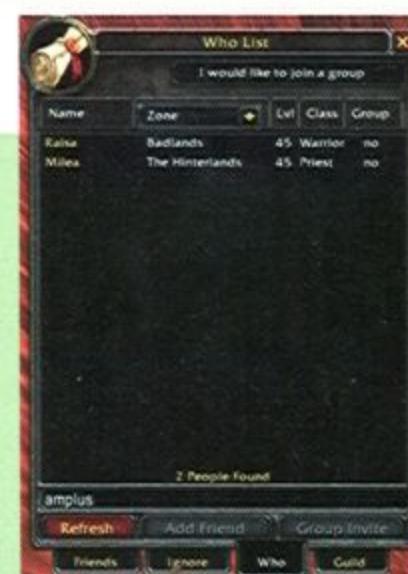 Who List
I would like to join a group
Name Zone Lvl Class Group
Raisa Badlands 45 Warrior no
Milea The Hinterlands 45 Priest no
2 People Found
amplus
Refresh Add Friend Group Invite
Friends Ignore Who Guild